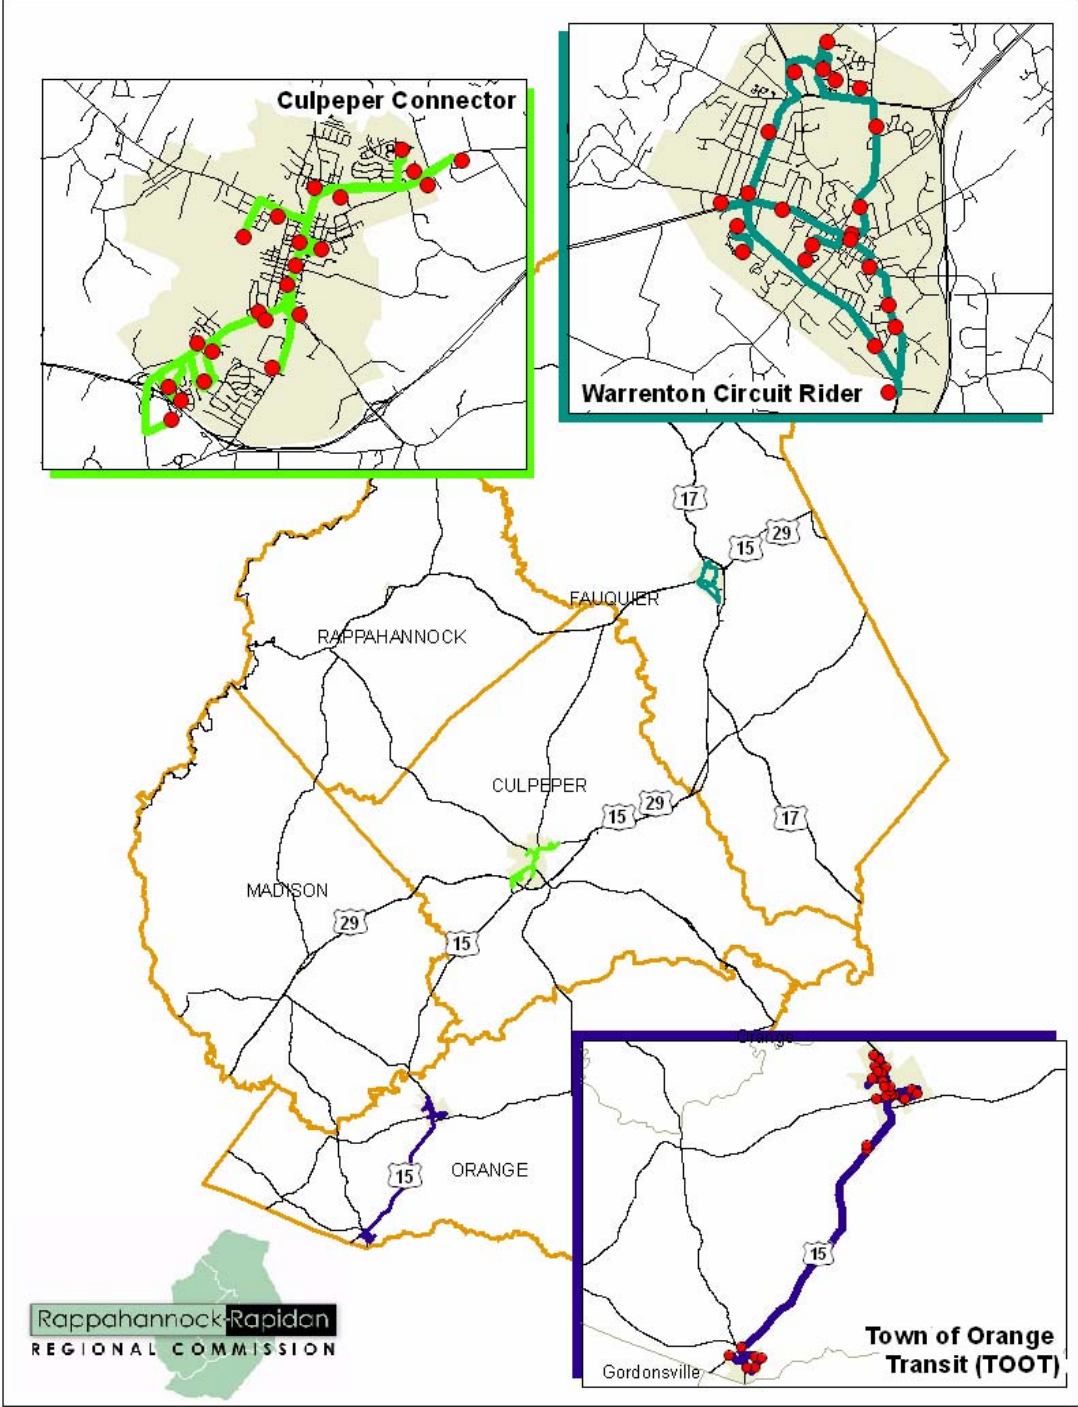 Culpeper Connector
Warrenton Circuit Rider
17
29
15
FAUQUIER
RAPPAHANNOCK
CULPEPER
29
15
17
MADISON
29
15
Orange
ORANGE
15
15
Town of Orange
Transit (TOOT)
Gordonsville
Rappahannock-Rapidan
REGIONAL COMMISSION